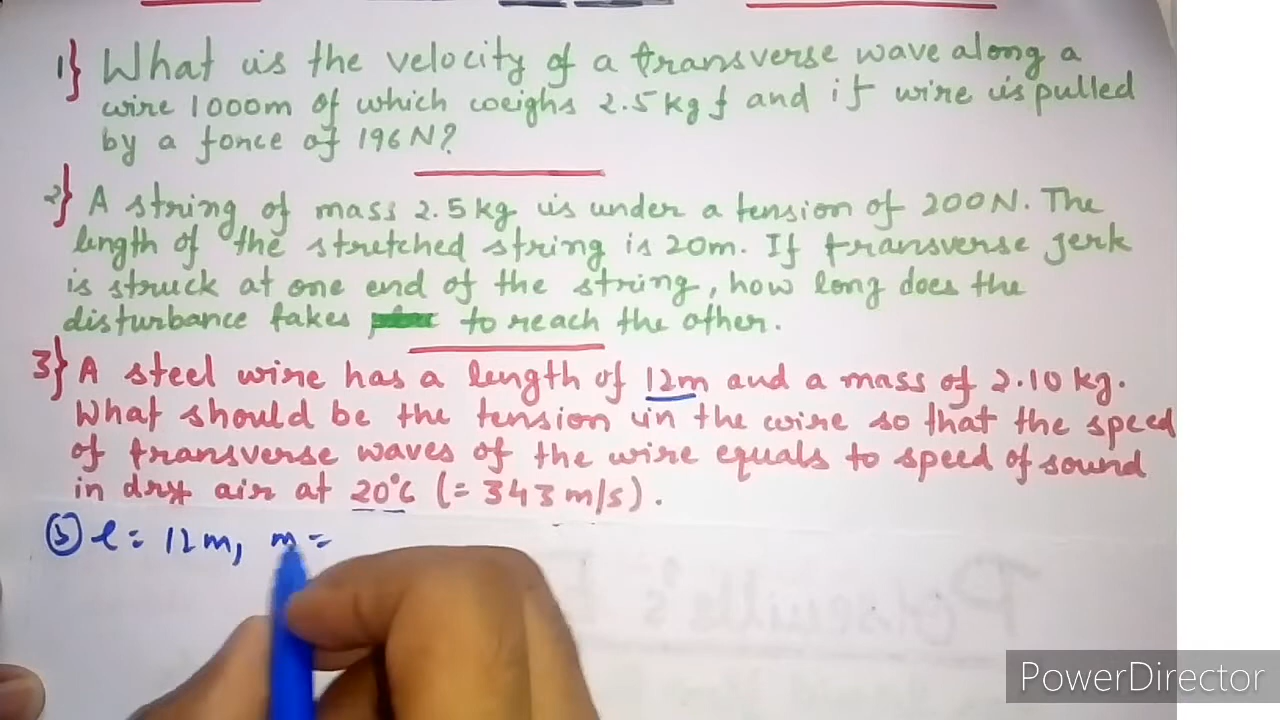 1} What is the velocity of a transverse wave along a
wire 1000m of which weighs 2.5 kg f and if wire is pulled
by a force of 196N?
2} A string of mass 2.5 kg is under a tension of 200N. The
length of the stretched string is 20m. If transverse jerk
is struck at one end of the string, how long does the
disturbance takes to reach the other.
3} A steel wire has a length of 12m and a mass of 2.10 kg.
What should be the tension in the wire so that the speed
of transverse waves of the wire equals to speed of sound
in dry air at 20°C (= 343 m/s).
③ l = 12m, m =
PowerDirector